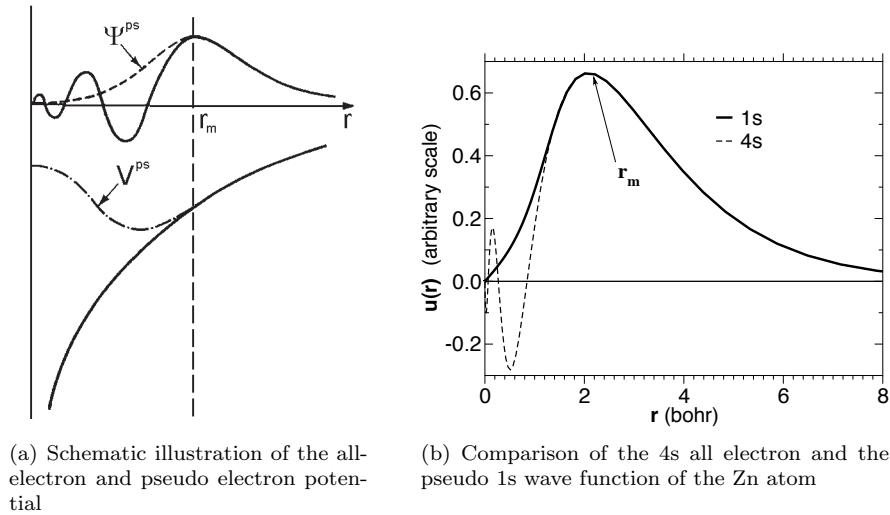 Ψps
r
rm
Vps
0.6
0.4
0.2
0.0
-0.2
u(r) (arbitrary scale)
1s
4s
rm
0 2 4 6 8
r (bohr)
(a) Schematic illustration of the all-
electron and pseudo electron poten-
tial
(b) Comparison of the 4s all electron and the
pseudo 1s wave function of the Zn atom